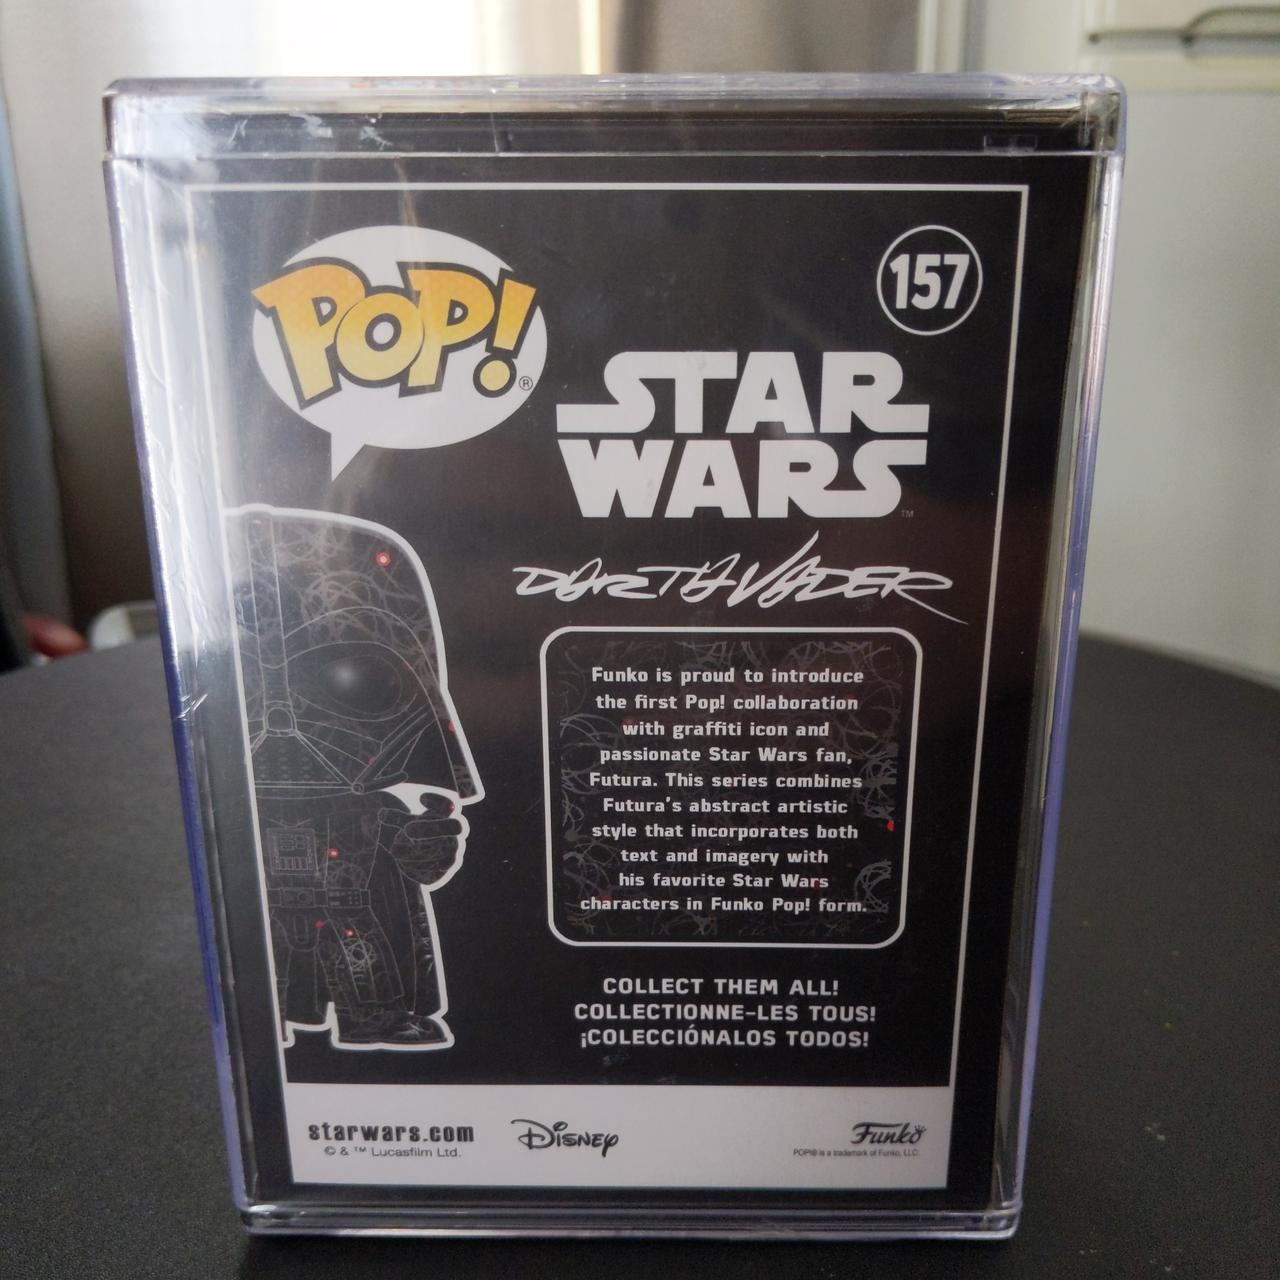 POP!®
157
STAR
WARS™
DARTH VADER
Funko is proud to introduce
the first Pop! collaboration
with graffiti icon and
passionate Star Wars fan,
Futura. This series combines
Futura's abstract artistic
style that incorporates both
text and imagery with
his favorite Star Wars
characters in Funko Pop! form.
COLLECT THEM ALL!
COLLECTIONNE-LES TOUS!
¡COLECCIÓNALOS TODOS!
starwars.com
© & ™ Lucasfilm Ltd.
Disney
Funko
POP!® is a trademark of Funko, LLC.